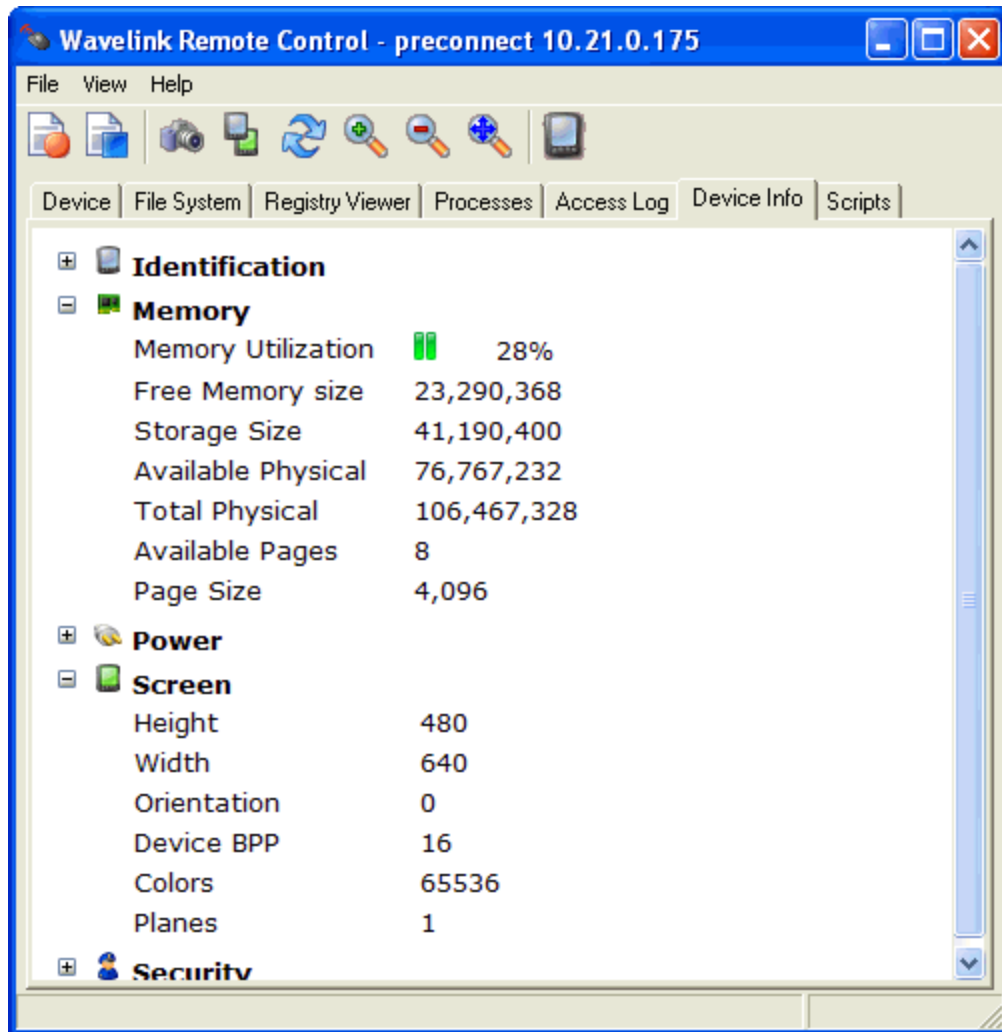 Wavelink Remote Control - preconnect 10.21.0.175
File View Help
Device File System Registry Viewer Processes Access Log Device Info Scripts
Identification
Memory
Memory Utilization 28%
Free Memory size 23,290,368
Storage Size 41,190,400
Available Physical 76,767,232
Total Physical 106,467,328
Available Pages 8
Page Size 4,096
Power
Screen
Height 480
Width 640
Orientation 0
Device BPP 16
Colors 65536
Planes 1
Security